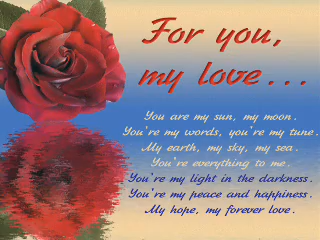 For you,
my love...
You are my sun, my moon.
You're my words, you're my tune.
My earth, my sky, my sea.
You're everything to me.
You're my light in the darkness.
You're my peace and happiness.
My hope, my forever love.